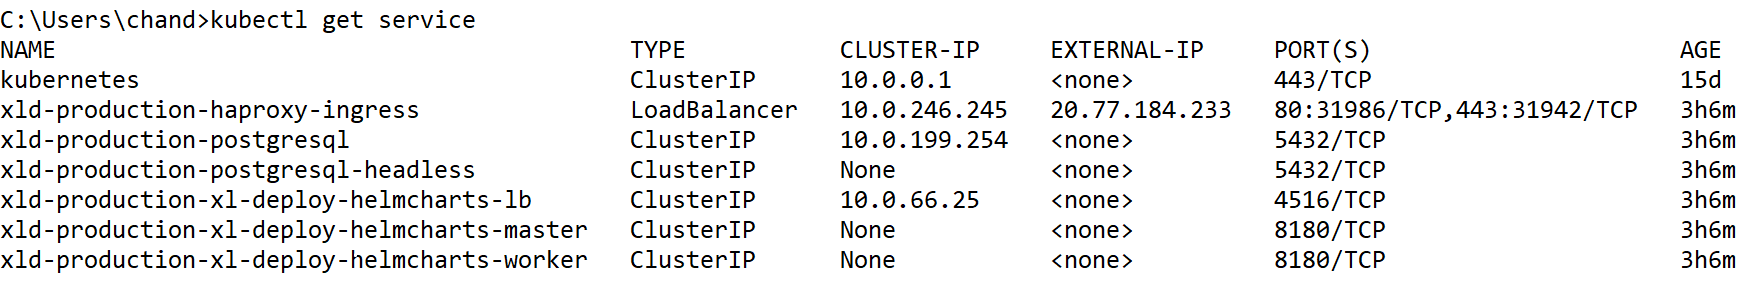 C:\Users\chand>kubectl get service
NAME TYPE CLUSTER-IP EXTERNAL-IP PORT(S) AGE
kubernetes ClusterIP 10.0.0.1 <none> 443/TCP 15d
xld-production-haproxy-ingress LoadBalancer 10.0.246.245 20.77.184.233 80:31986/TCP,443:31942/TCP 3h6m
xld-production-postgresql ClusterIP 10.0.199.254 <none> 5432/TCP 3h6m
xld-production-postgresql-headless ClusterIP None <none> 5432/TCP 3h6m
xld-production-xl-deploy-helmcharts-lb ClusterIP 10.0.66.25 <none> 4516/TCP 3h6m
xld-production-xl-deploy-helmcharts-master ClusterIP None <none> 8180/TCP 3h6m
xld-production-xl-deploy-helmcharts-worker ClusterIP None <none> 8180/TCP 3h6m